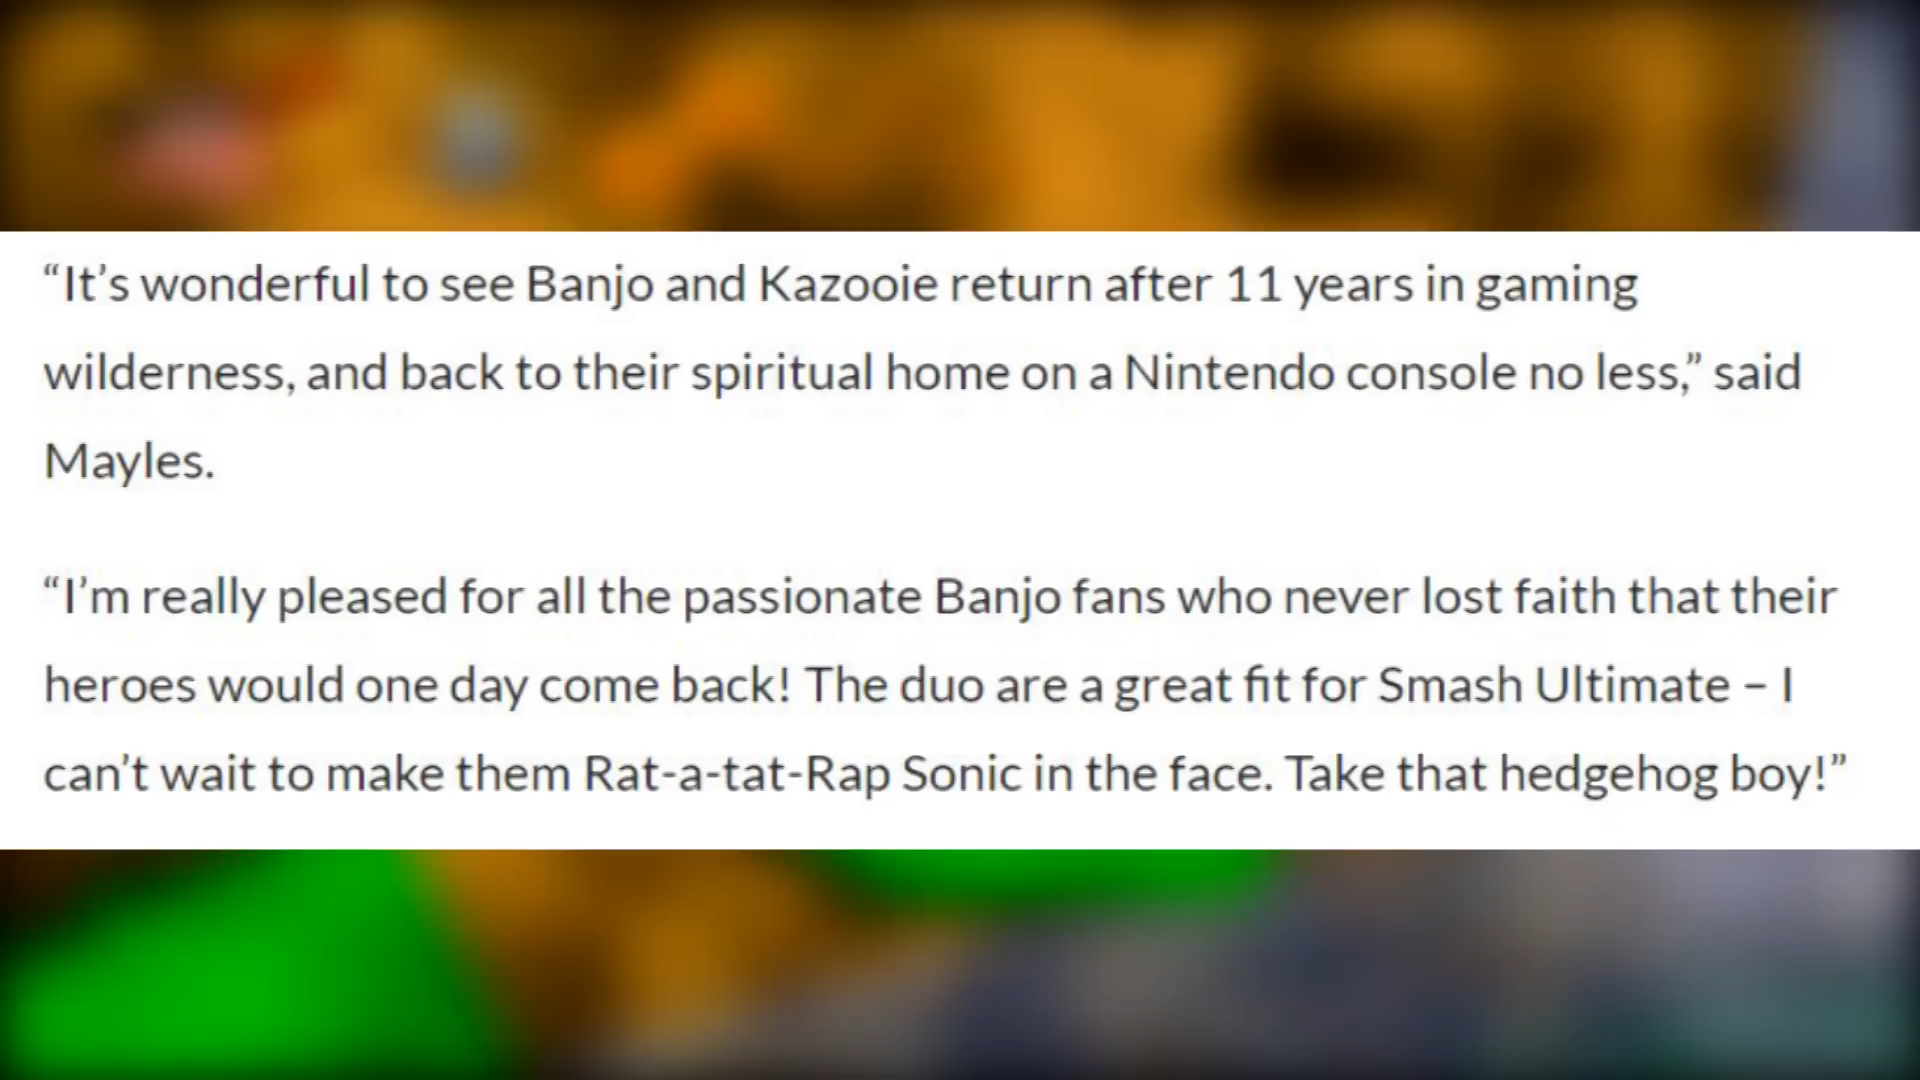 “It’s wonderful to see Banjo and Kazooie return after 11 years in gaming
wilderness, and back to their spiritual home on a Nintendo console no less,” said
Mayles.
“I’m really pleased for all the passionate Banjo fans who never lost faith that their
heroes would one day come back! The duo are a great fit for Smash Ultimate – I
can’t wait to make them Rat-a-tat-Rap Sonic in the face. Take that hedgehog boy!”